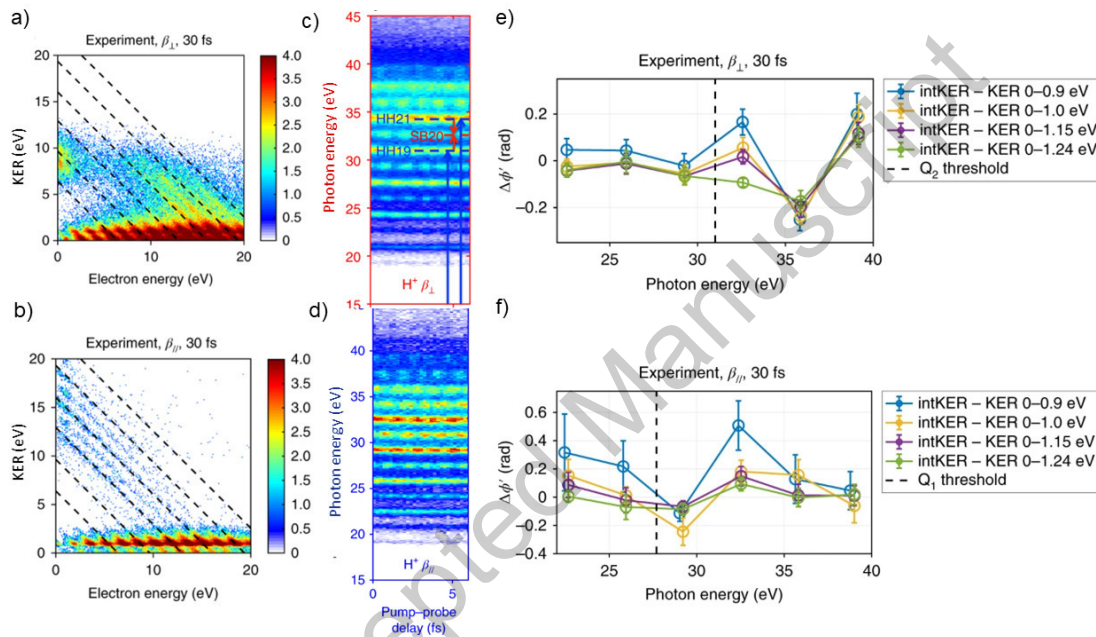 a)
Experiment, β⊥, 30 fs
KER (eV)
20
15
10
5
0
0
10
20
Electron energy (eV)
4.0
3.5
3.0
2.5
2.0
1.5
1.0
0.5
0
b)
Experiment, β//, 30 fs
KER (eV)
20
15
10
5
0
0
10
20
Electron energy (eV)
4.0
3.5
3.0
2.5
2.0
1.5
1.0
0.5
0
c)
Photon energy (eV)
45
40
35
30
25
20
15
HH21
SB20
HH19
H⁺ β⊥
d)
Photon energy (eV)
45
40
35
30
25
20
15
H⁺ β//
0
5
Pump–probe
delay (fs)
e)
Experiment, β⊥, 30 fs
Δϕ′ (rad)
0.2
0
−0.2
25
30
35
40
Photon energy (eV)
intKER – KER 0–0.9 eV
intKER – KER 0–1.0 eV
intKER – KER 0–1.15 eV
intKER – KER 0–1.24 eV
Q₂ threshold
f)
Experiment, β//, 30 fs
Δϕ′ (rad)
0.6
0.4
0.2
0
−0.2
−0.4
25
30
35
40
Photon energy (eV)
intKER – KER 0–0.9 eV
intKER – KER 0–1.0 eV
intKER – KER 0–1.15 eV
intKER – KER 0–1.24 eV
Q₁ threshold
epted Manuscript